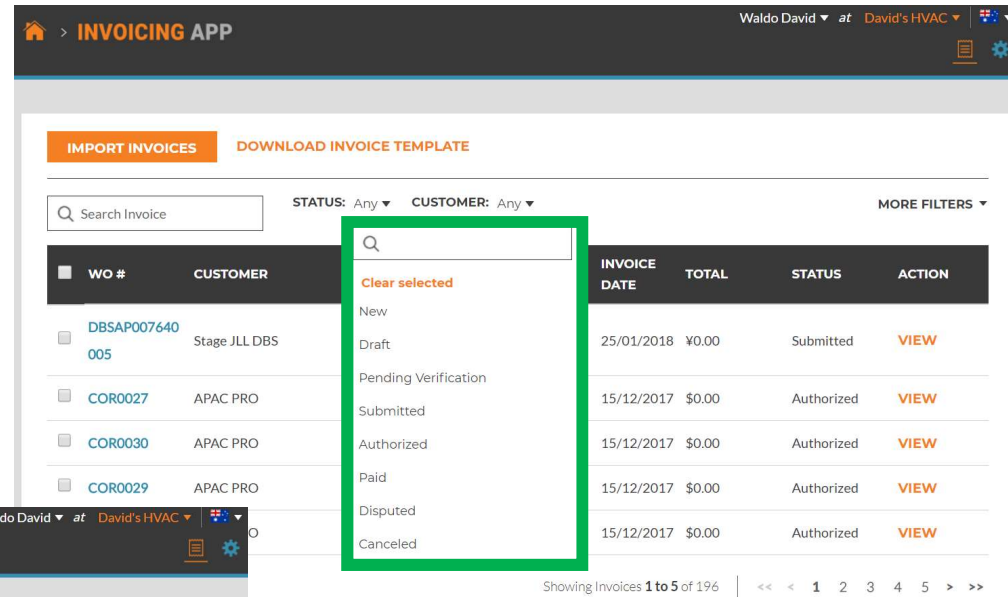 Waldo David ▼ at David's HVAC ▼
> INVOICING APP
IMPORT INVOICES DOWNLOAD INVOICE TEMPLATE
Search Invoice STATUS: Any ▼ CUSTOMER: Any ▼ MORE FILTERS ▼
WO # CUSTOMER INVOICE DATE TOTAL STATUS ACTION
Clear selected
New
Draft
Pending Verification
Submitted
Authorized
Paid
Disputed
Canceled
DBSAP007640005 Stage JLL DBS 25/01/2018 ¥0.00 Submitted VIEW
COR0027 APAC PRO 15/12/2017 $0.00 Authorized VIEW
COR0030 APAC PRO 15/12/2017 $0.00 Authorized VIEW
COR0029 APAC PRO 15/12/2017 $0.00 Authorized VIEW
do David ▼ at David's HVAC ▼
O 15/12/2017 $0.00 Authorized VIEW
Showing Invoices 1 to 5 of 196 << < 1 2 3 4 5 > >>